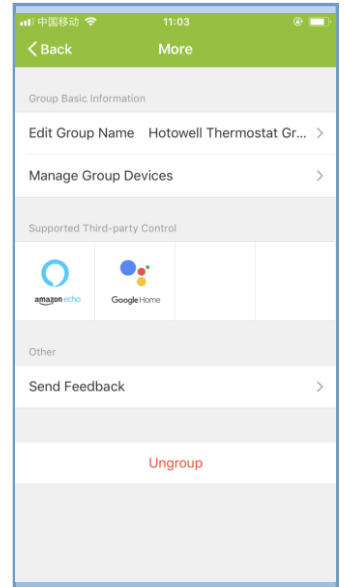 中国移动 11:03
Back More
Group Basic Information
Edit Group Name Hotowell Thermostat Gr...
Manage Group Devices
Supported Third-party Control
amazon echo Google Home
Other
Send Feedback
Ungroup